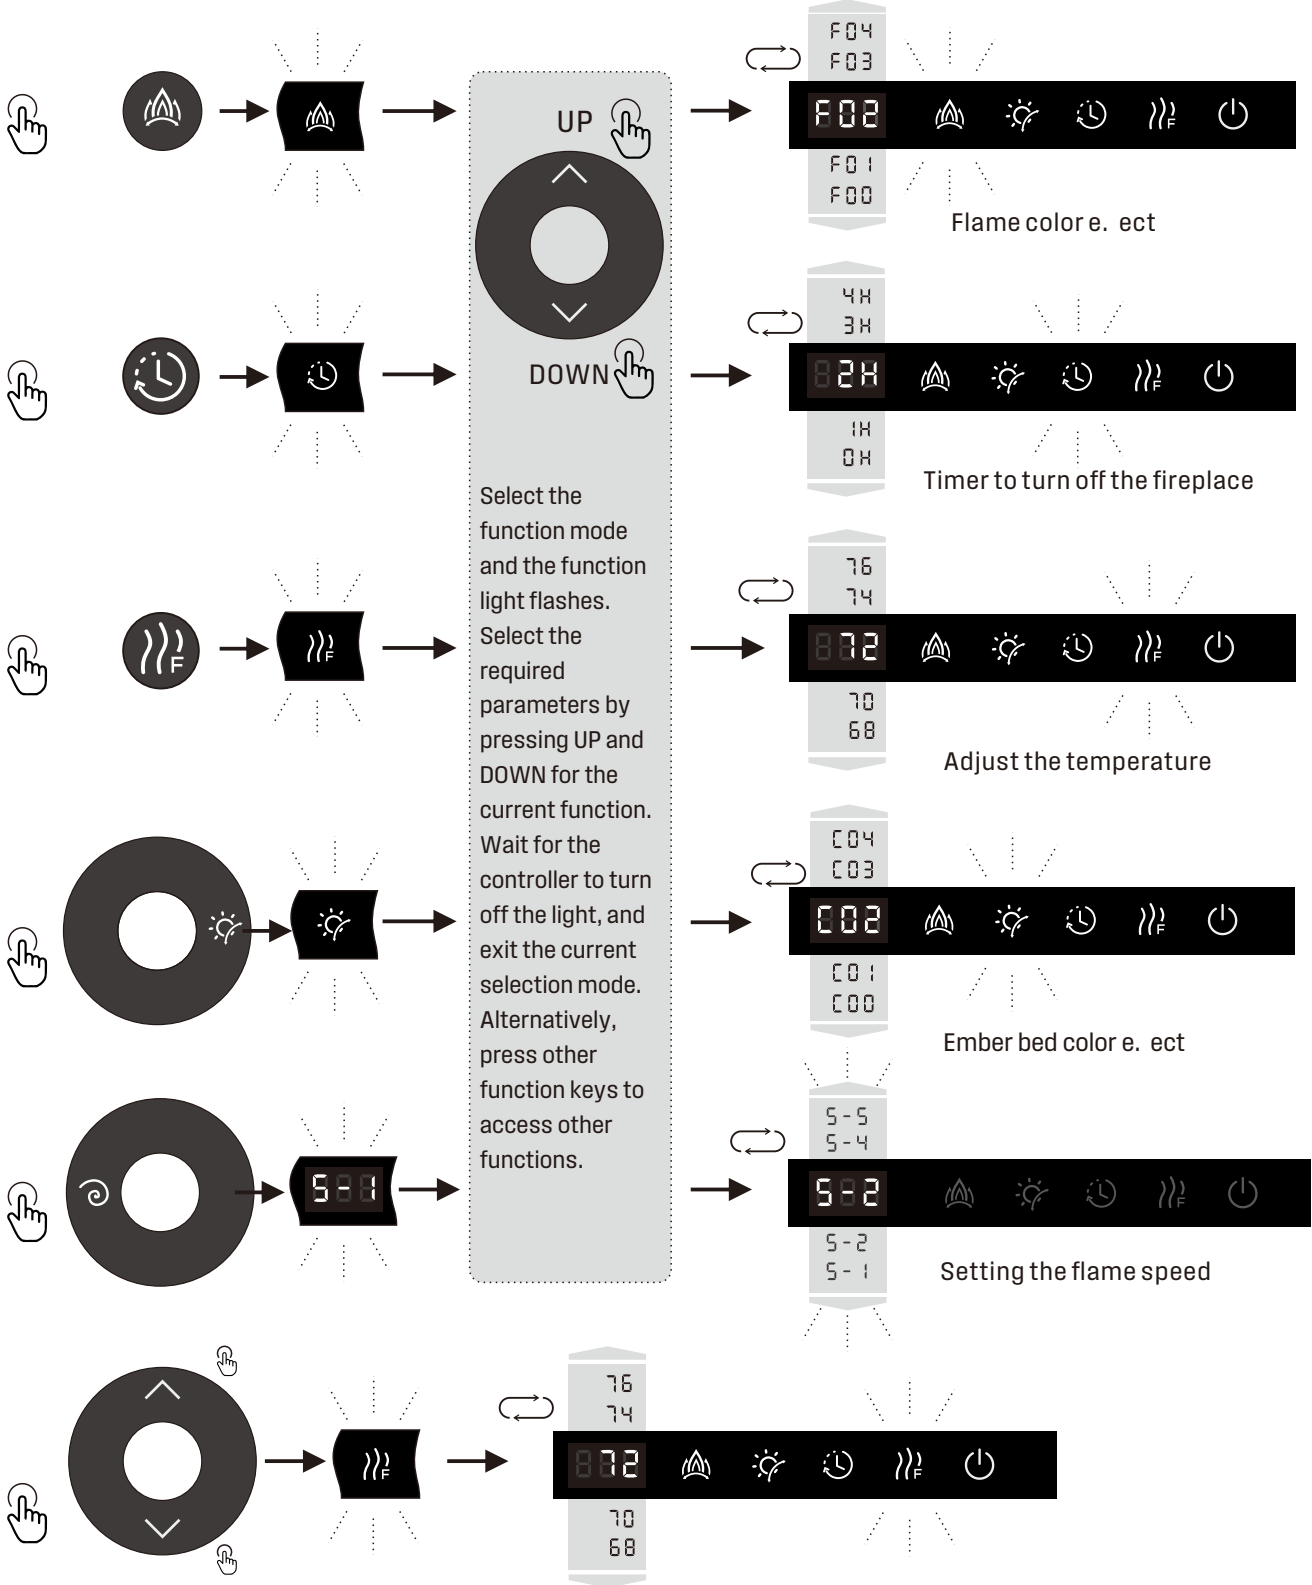 F04
F03
F02
F01
F00
Flame color e. ect
UP
DOWN
4H
3H
2H
1H
0H
Timer to turn off the fireplace
Select the
function mode
and the function
light flashes.
Select the
required
parameters by
pressing UP and
DOWN for the
current function.
Wait for the
controller to turn
off the light, and
exit the current
selection mode.
Alternatively,
press other
function keys to
access other
functions.
F
F
76
74
72
F
F
F
70
68
Adjust the temperature
C04
C03
C02
F
C01
C00
Ember bed color e. ect
S-1
S-5
S-4
S-2
F
S-2
S-1
Setting the flame speed
F
76
74
72
F
70
68